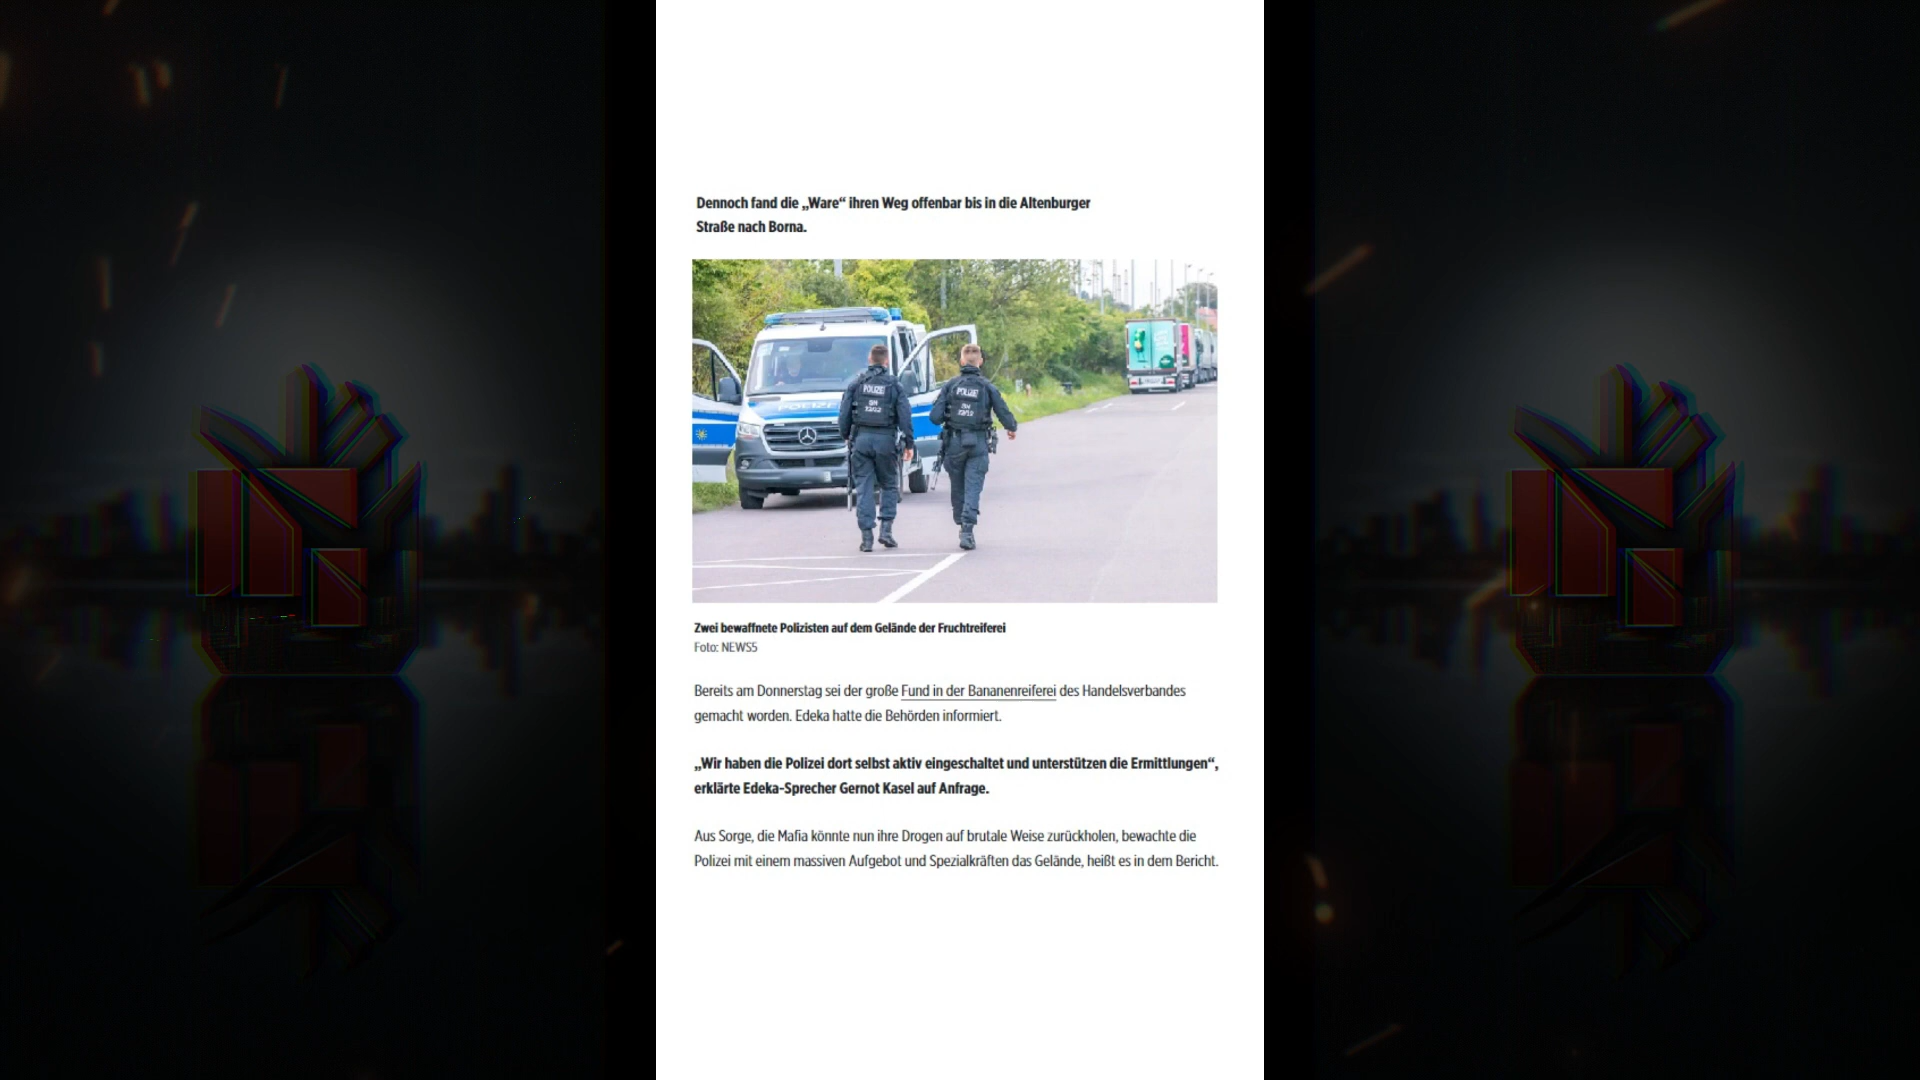 Dennoch fand die „Ware“ ihren Weg offenbar bis in die Altenburger
Straße nach Borna.
POLIZEI
POLIZEI
POLIZEI
Zwei bewaffnete Polizisten auf dem Gelände der Fruchtreiferei
Foto: NEWS5
Bereits am Donnerstag sei der große Fund in der Bananenreiferei des Handelsverbandes
gemacht worden. Edeka hatte die Behörden informiert.
„Wir haben die Polizei dort selbst aktiv eingeschaltet und unterstützen die Ermittlungen“,
erklärte Edeka-Sprecher Gernot Kasel auf Anfrage.
Aus Sorge, die Mafia könnte nun ihre Drogen auf brutale Weise zurückholen, bewachte die
Polizei mit einem massiven Aufgebot und Spezialkräften das Gelände, heißt es in dem Bericht.